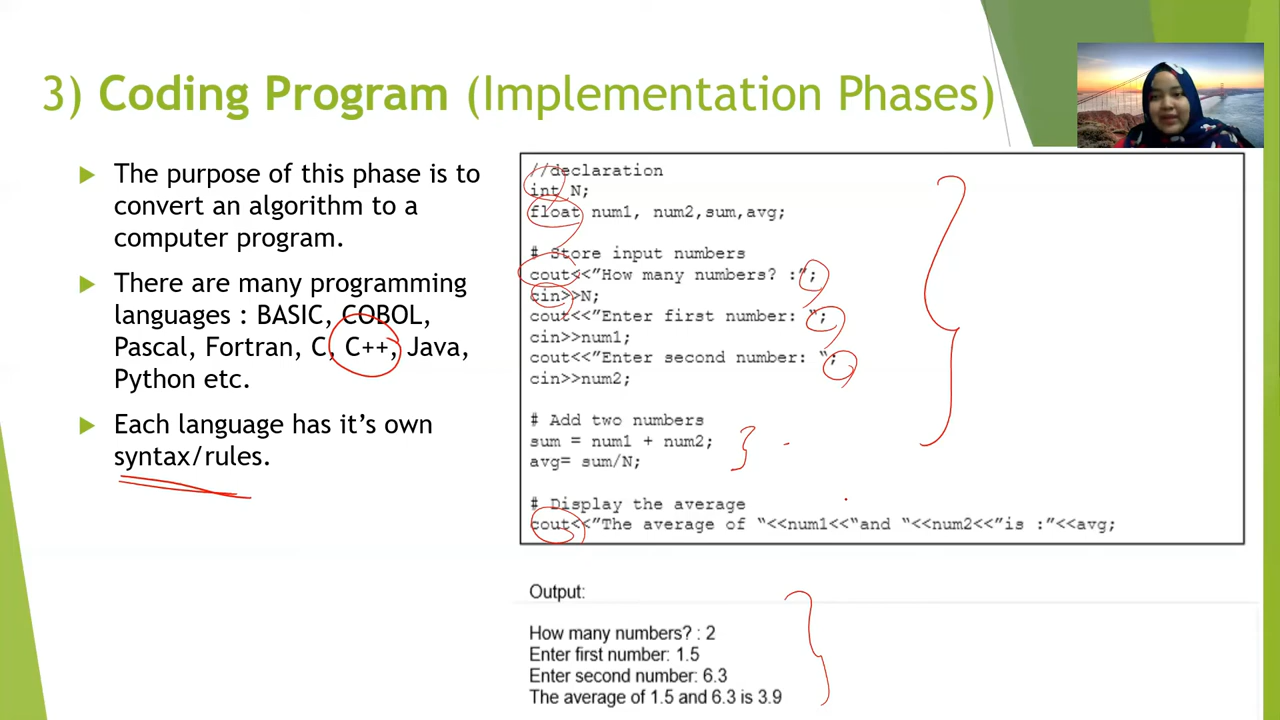 3) Coding Program (Implementation Phases)
The purpose of this phase is to
convert an algorithm to a
computer program.
There are many programming
languages : BASIC, COBOL,
Pascal, Fortran, C, C++, Java,
Python etc.
Each language has it’s own
syntax/rules.
//declaration
int N;
float num1, num2,sum,avg;
# Store input numbers
cout<<”How many numbers? :”;
cin>>N;
cout<<”Enter first number: “;
cin>>num1;
cout<<”Enter second number: “;
cin>>num2;
# Add two numbers
sum = num1 + num2;
avg= sum/N;
# Display the average
cout<<”The average of “<<num1<<“and “<<num2<<”is :”<<avg;
Output:
How many numbers? : 2
Enter first number: 1.5
Enter second number: 6.3
The average of 1.5 and 6.3 is 3.9